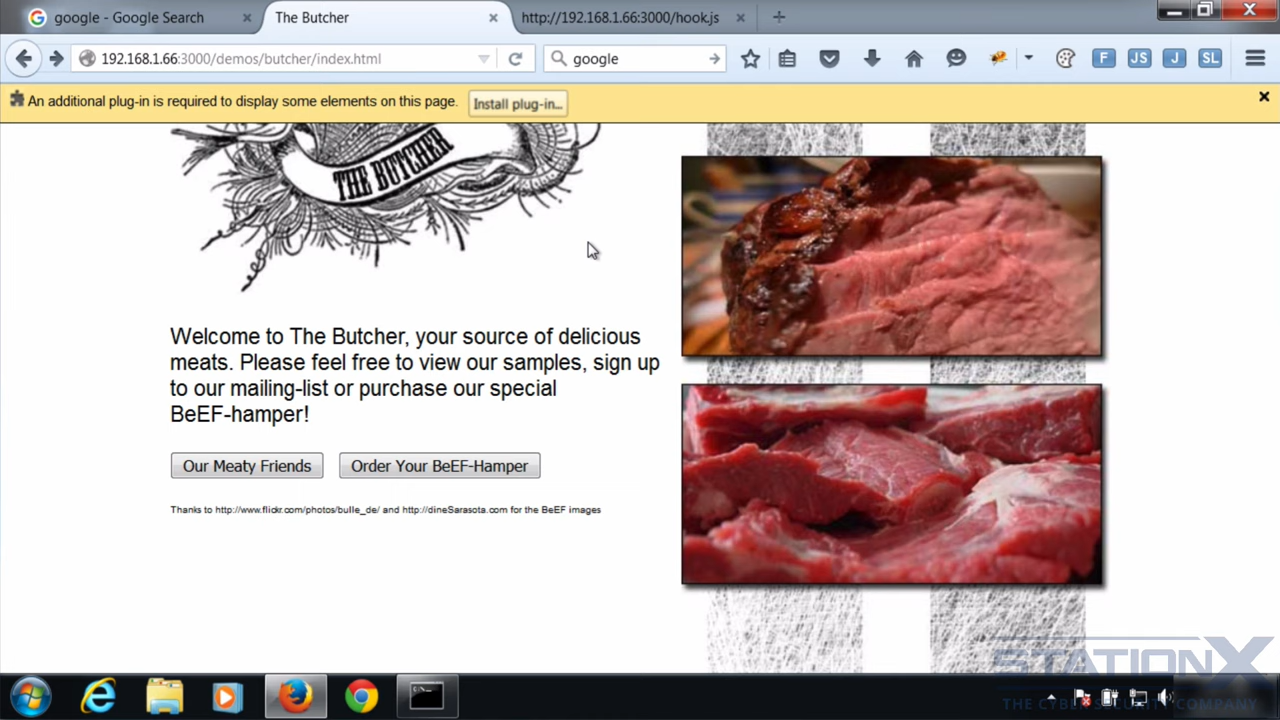 google - Google Search
The Butcher
http://192.168.1.66:3000/hook.js
192.168.1.66:3000/demos/butcher/index.html
google
F
JS
J
SL
An additional plug-in is required to display some elements on this page.
Install plug-in...
THE BUTCHER
Welcome to The Butcher, your source of delicious
meats. Please feel free to view our samples, sign up
to our mailing-list or purchase our special
BeEF-hamper!
Our Meaty Friends
Order Your BeEF-Hamper
Thanks to http://www.flickr.com/photos/bulle_de/ and http://dineSarasota.com for the BeEF images
STATIONX
THE CYBER SECURITY COMPANY